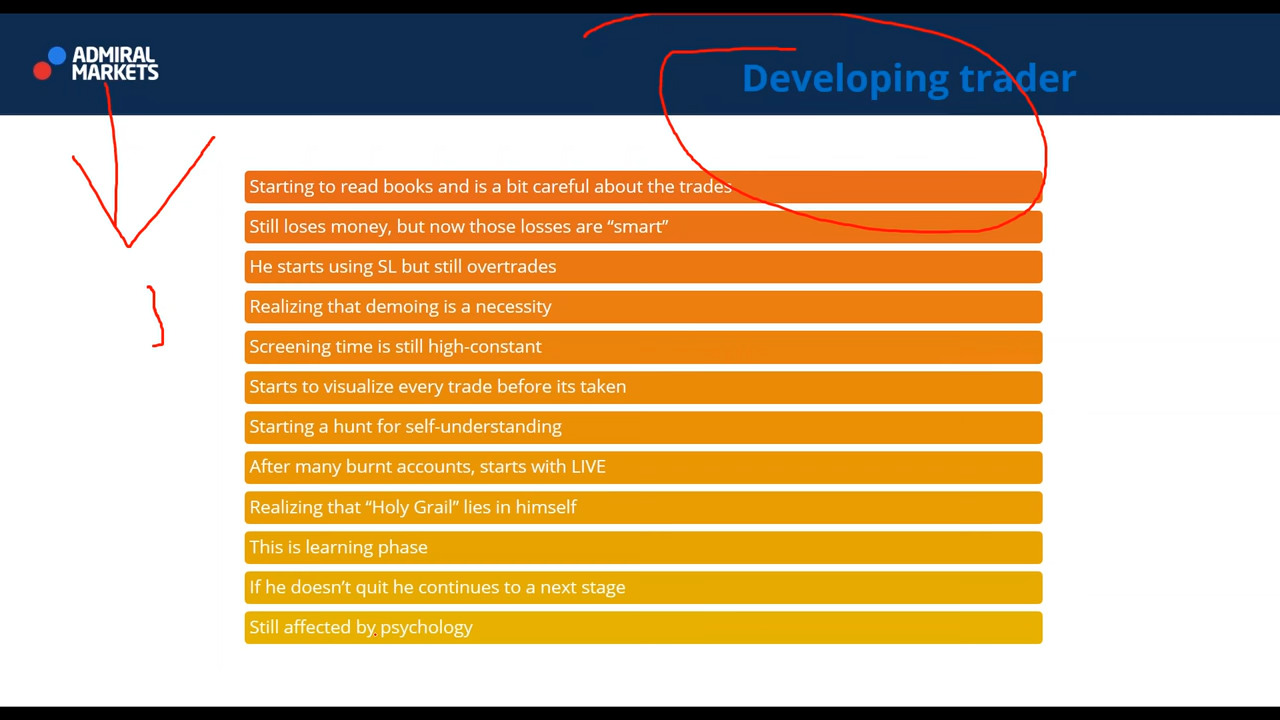 ADMIRAL
MARKETS
Developing trader
Starting to read books and is a bit careful about the trades
Still loses money, but now those losses are “smart”
He starts using SL but still overtrades
Realizing that demoing is a necessity
Screening time is still high-constant
Starts to visualize every trade before its taken
Starting a hunt for self-understanding
After many burnt accounts, starts with LIVE
Realizing that “Holy Grail” lies in himself
This is learning phase
If he doesn’t quit he continues to a next stage
Still affected by psychology